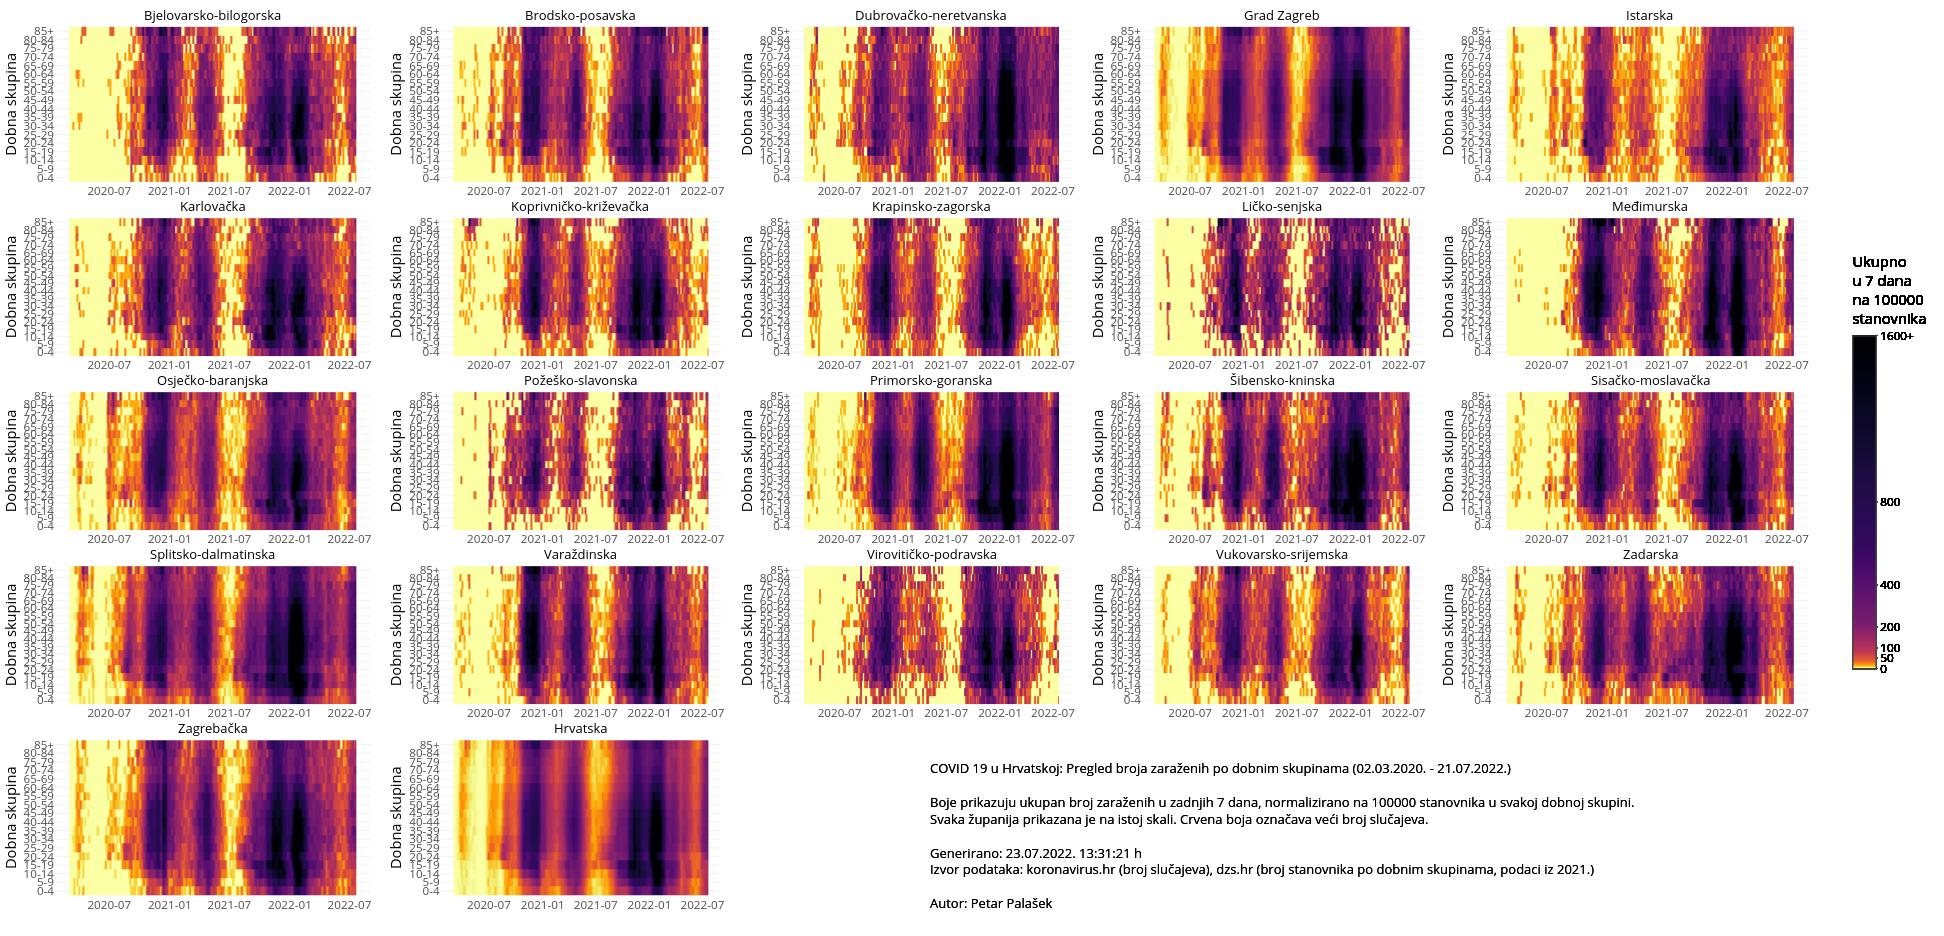 Bjelovarsko-bilogorska
Brodsko-posavska
Dubrovačko-neretvanska
Grad Zagreb
Istarska
Dobna skupina
85+
80-84
75-79
70-74
65-69
60-64
55-59
50-54
45-49
40-44
35-39
30-34
25-29
20-24
15-19
10-14
5-9
0-4
2020-07 2021-01 2021-07 2022-01 2022-07
Karlovačka
Koprivničko-križevačka
Krapinsko-zagorska
Ličko-senjska
Međimurska
Osječko-baranjska
Požeško-slavonska
Primorsko-goranska
Šibensko-kninska
Sisačko-moslavačka
Splitsko-dalmatinska
Varaždinska
Virovitičko-podravska
Vukovarsko-srijemska
Zadarska
Zagrebačka
Hrvatska
Ukupno
u 7 dana
na 100000
stanovnika
1600+
800
400
200
100
50
0
COVID 19 u Hrvatskoj: Pregled broja zaraženih po dobnim skupinama (02.03.2020. - 21.07.2022.)
Boje prikazuju ukupan broj zaraženih u zadnjih 7 dana, normalizirano na 100000 stanovnika u svakoj dobnoj skupini.
Svaka županija prikazana je na istoj skali. Crvena boja označava veći broj slučajeva.
Generirano: 23.07.2022. 13:31:21 h
Izvor podataka: koronavirus.hr (broj slučajeva), dzs.hr (broj stanovnika po dobnim skupinama, podaci iz 2021.)
Autor: Petar Palašek